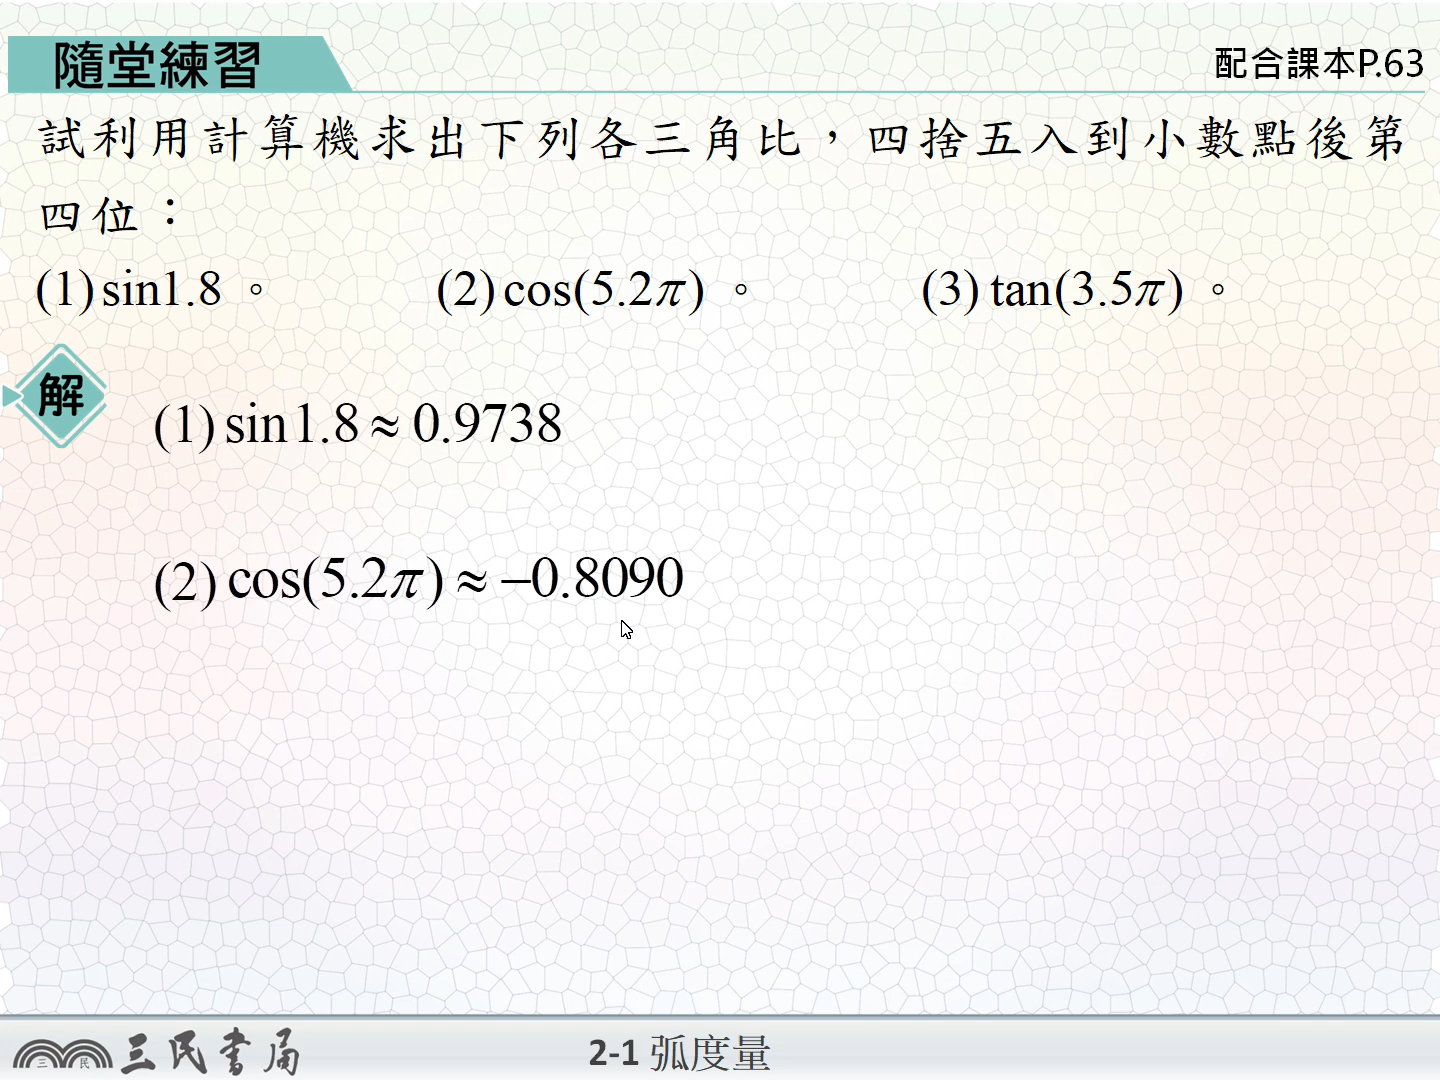 隨堂練習
配合課本P.63
試利用計算機求出下列各三角比，四捨五入到小數點後第
四位：
(1) sin1.8 。 (2) cos(5.2π) 。 (3) tan(3.5π) 。
解
(1) sin1.8 ≈ 0.9738
(2) cos(5.2π) ≈ −0.8090
三民書局
2-1 弧度量